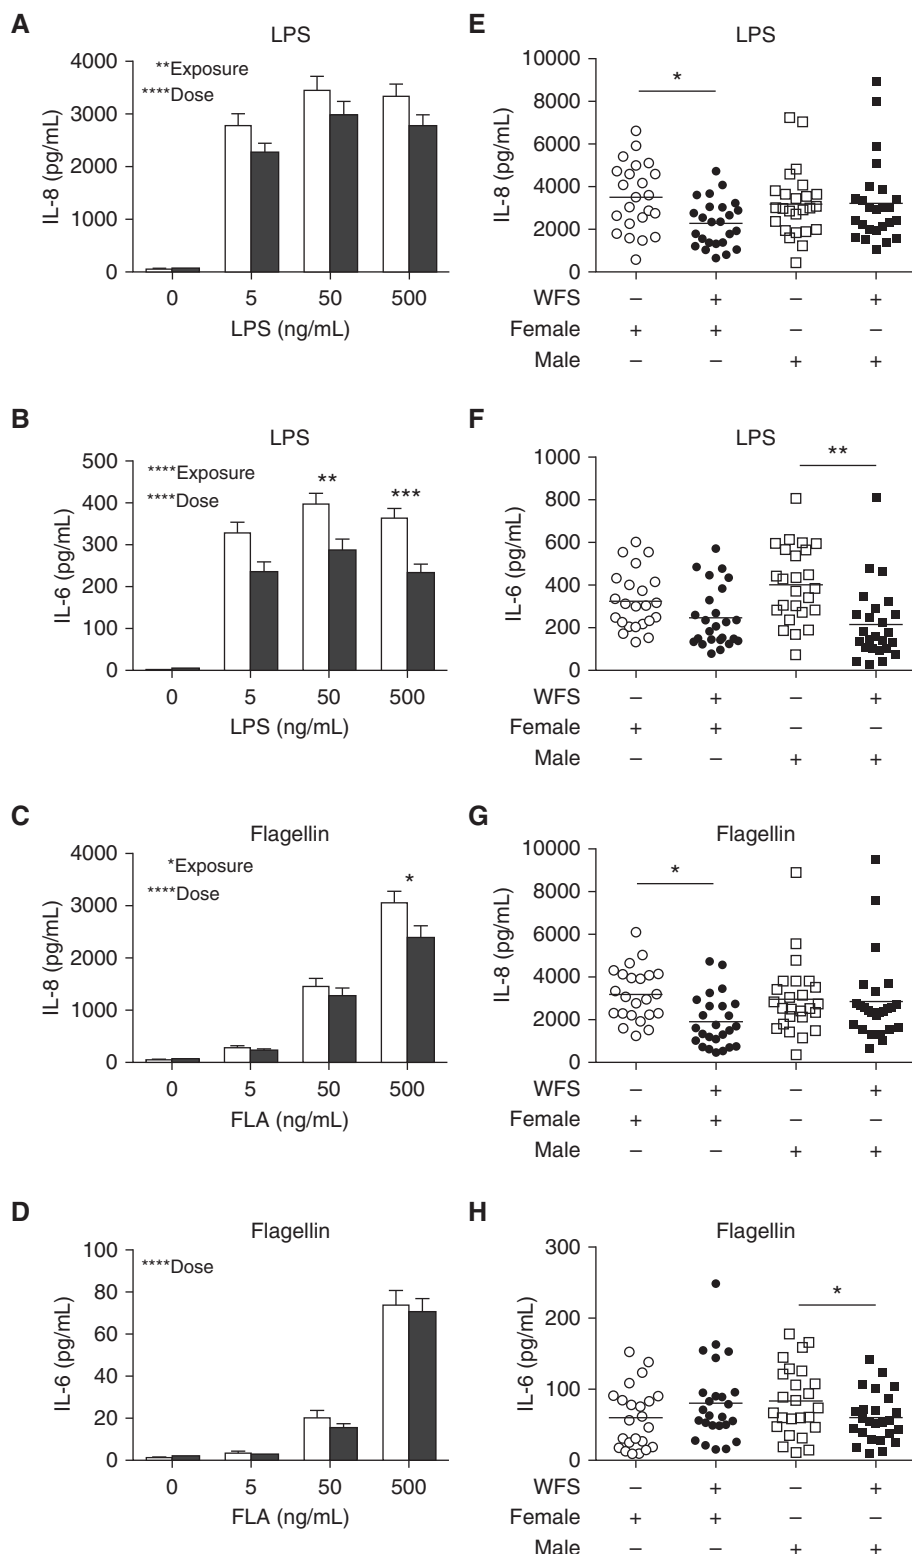 A
LPS
**Exposure
****Dose
IL-8 (pg/mL)
4000
3000
2000
1000
0
0 5 50 500
LPS (ng/mL)
E
LPS
*
IL-8 (pg/mL)
10000
8000
6000
4000
2000
0
WFS – + – +
Female + + – –
Male – – + +
B
LPS
****Exposure
****Dose
**
***
IL-6 (pg/mL)
500
400
300
200
100
0
0 5 50 500
LPS (ng/mL)
F
LPS
**
IL-6 (pg/mL)
1000
800
600
400
200
0
WFS – + – +
Female + + – –
Male – – + +
C
Flagellin
*Exposure
****Dose
*
IL-8 (pg/mL)
4000
3000
2000
1000
0
0 5 50 500
FLA (ng/mL)
G
Flagellin
*
IL-8 (pg/mL)
10000
8000
6000
4000
2000
0
WFS – + – +
Female + + – –
Male – – + +
D
Flagellin
****Dose
IL-6 (pg/mL)
100
80
60
40
20
0
0 5 50 500
FLA (ng/mL)
H
Flagellin
*
IL-6 (pg/mL)
300
200
100
0
WFS – + – +
Female + + – –
Male – – + +